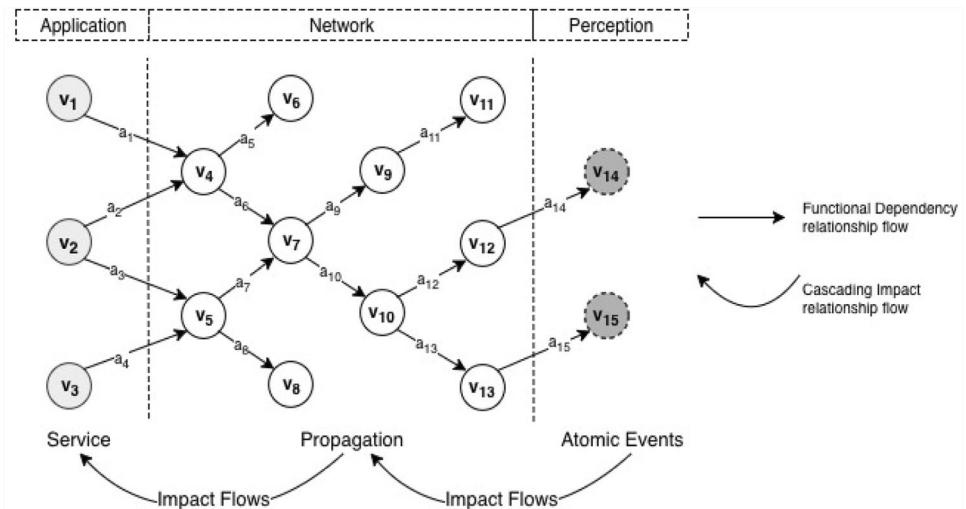 Application Network Perception
v1 v6 v11
a1 a5 a11
v4 v9 v14
a2 a6 a9 a14
v2 v7 v12
a3 a7 a10 a12
v5 v10 v15
a4 a8 a13 a15
v3 v8 v13
Functional Dependency
relationship flow
Cascading Impact
relationship flow
Service Propagation Atomic Events
Impact Flows Impact Flows